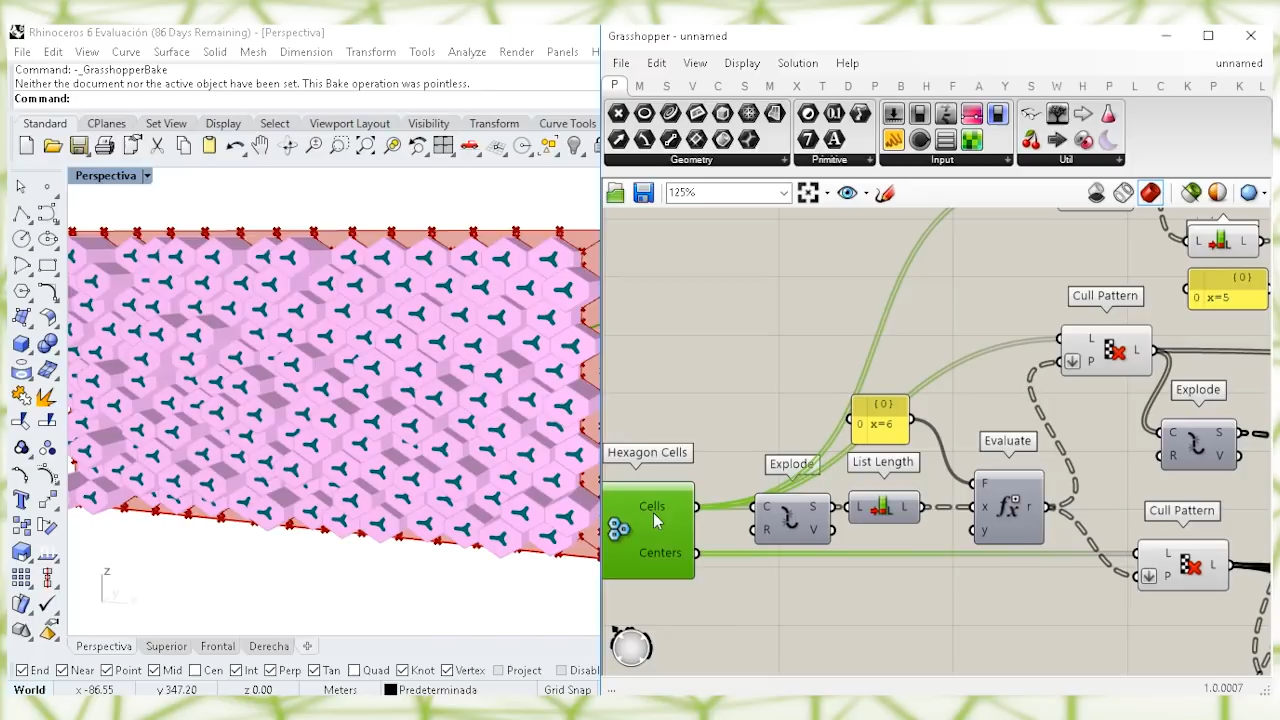 Rhinoceros 6 Evaluación (86 Days Remaining) - [Perspectiva]
File Edit View Curve Surface Solid Mesh Dimension Transform Tools Analyze Render Panels H
Command: -_GrasshopperBake
Neither the document nor the active object have been set. This Bake operation was pointless.
Command:
Standard CPlanes Set View Display Select Viewport Layout Visibility Transform Curve Tools
Perspectiva
z
y
Perspectiva Superior Frontal Derecha
End Near Point Mid Cen Int Perp Tan Quad Knot Vertex Project Disabl
World x -86.55 y 347.20 z 0.00 Meters Predeterminada Grid Snap
Grasshopper - unnamed
File Edit View Display Solution Help unnamed
P M S V C S M X T D P B H S F A Y S W M P L C K P K L
Geometry Primitive Input Util
125%
L L
{0}
0 x=5
Cull Pattern
L
P
L
Explode
C
R
S
V
{0}
0 x=6
Evaluate
F
x
y
r
Hexagon Cells
Cells
Centers
Explode
C
R
S
V
List Length
L L
Cull Pattern
L
P
L
...
1.0.0007